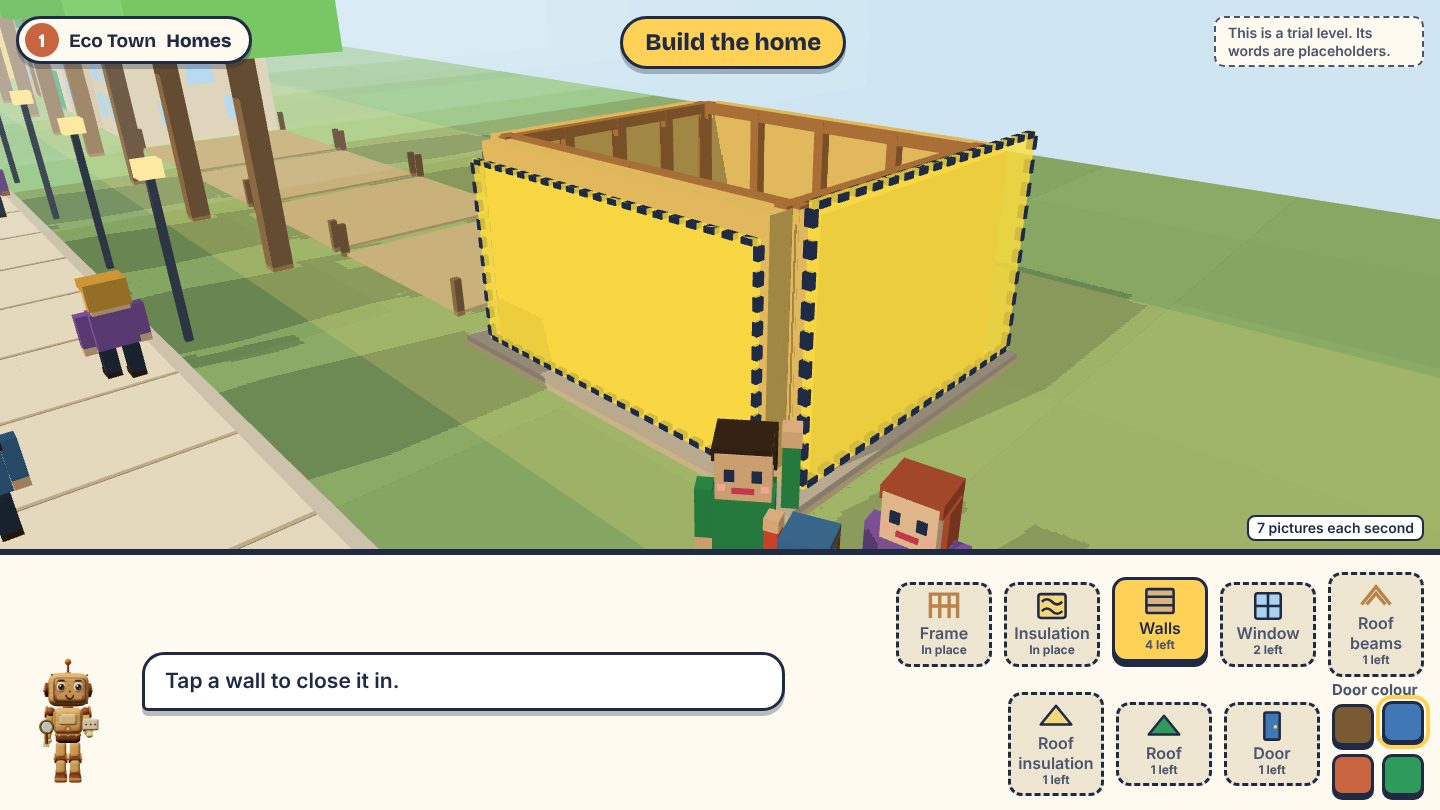 1 Eco Town Homes
Build the home
This is a trial level. Its
words are placeholders.
7 pictures each second
Tap a wall to close it in.
Frame
In place
Insulation
In place
Walls
4 left
Window
2 left
Roof
beams
1 left
Roof
insulation
1 left
Roof
1 left
Door
1 left
Door colour